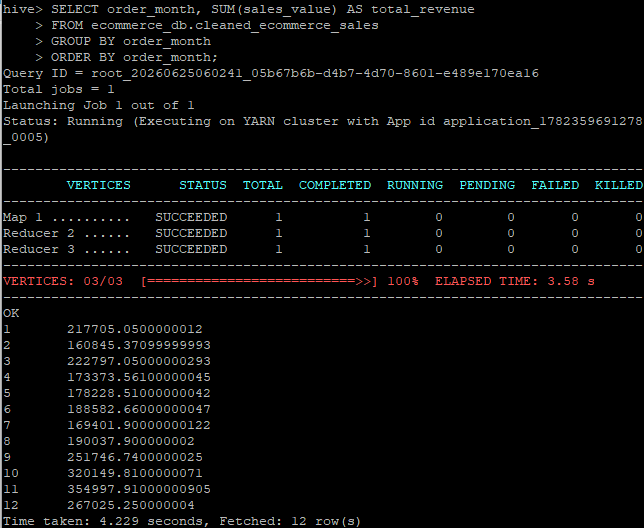 hive> SELECT order_month, SUM(sales_value) AS total_revenue
    > FROM ecommerce_db.cleaned_ecommerce_sales
    > GROUP BY order_month
    > ORDER BY order_month;
Query ID = root_20260625060241_05b67b6b-d4b7-4d70-8601-e489e170ea16
Total jobs = 1
Launching Job 1 out of 1
Status: Running (Executing on YARN cluster with App id application_1782359691278
_0005)
--------------------------------------------------------------------------------
        VERTICES      STATUS  TOTAL  COMPLETED  RUNNING  PENDING  FAILED  KILLED
--------------------------------------------------------------------------------
Map 1 ..........   SUCCEEDED      1          1        0        0       0       0
Reducer 2 ......   SUCCEEDED      1          1        0        0       0       0
Reducer 3 ......   SUCCEEDED      1          1        0        0       0       0
--------------------------------------------------------------------------------
VERTICES: 03/03  [==========================>>] 100%  ELAPSED TIME: 3.58 s
--------------------------------------------------------------------------------
OK
1       217705.0500000012
2       160845.37099999993
3       222797.05000000293
4       173373.56100000045
5       178228.51000000042
6       188582.66000000047
7       169401.90000000122
8       190037.900000002
9       251746.74000000025
10      320149.8100000071
11      354997.91000000905
12      267025.250000004
Time taken: 4.229 seconds, Fetched: 12 row(s)